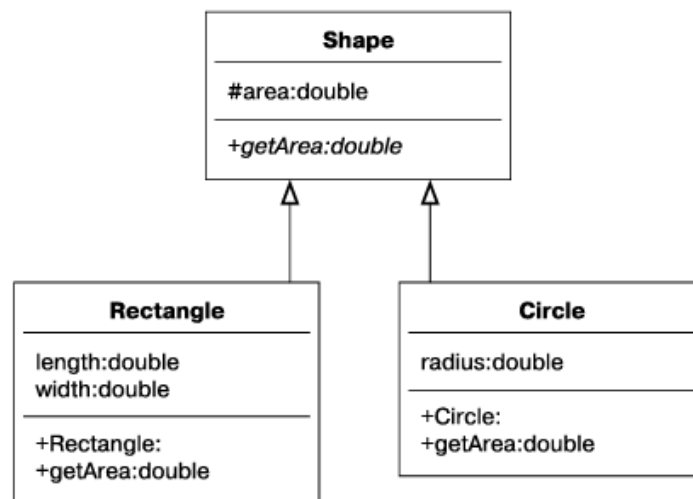 Shape
#area:double
+getArea:double
Rectangle
length:double
width:double
+Rectangle:
+getArea:double
Circle
radius:double
+Circle:
+getArea:double